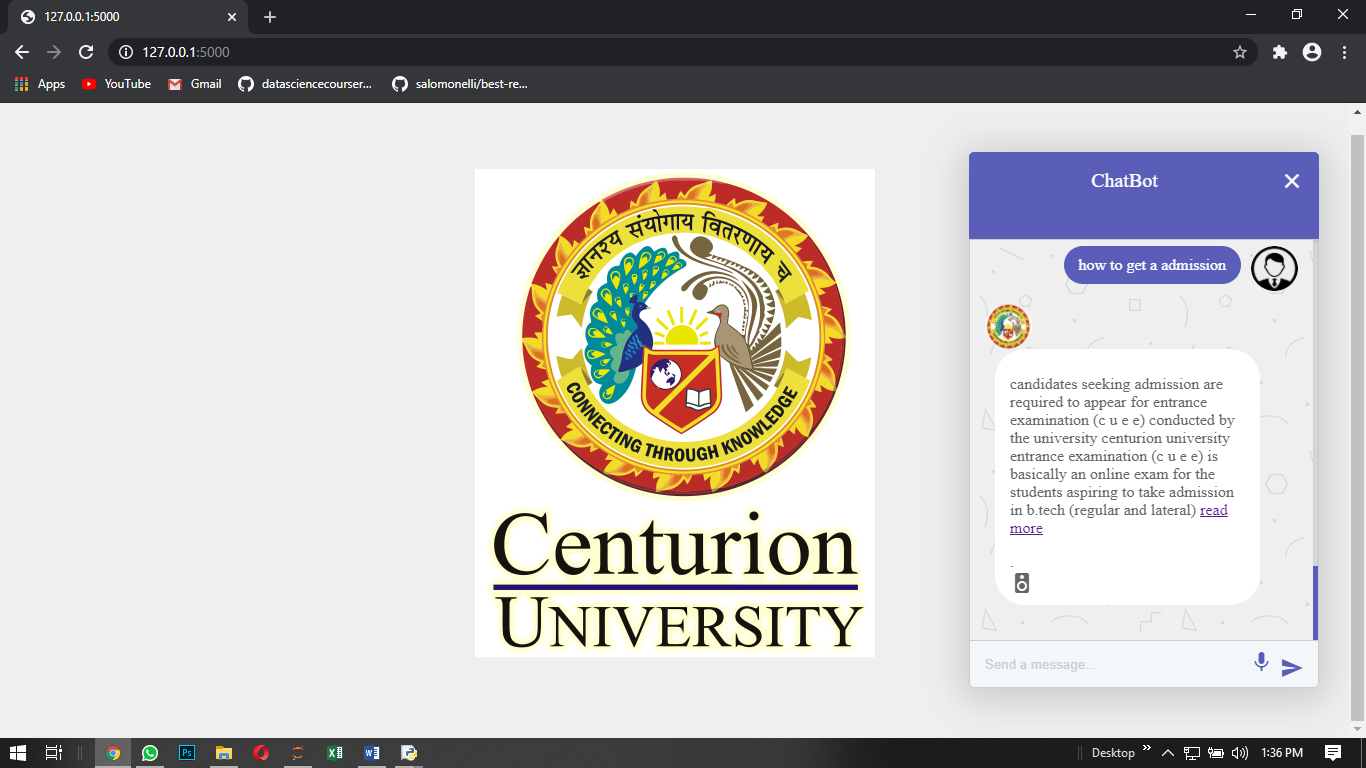 127.0.0.1:5000
127.0.0.1:5000
Apps
YouTube
Gmail
datasciencecourser...
salomonelli/best-re...
ज्ञानश्य संयोगाय वितरणाय च
CONNECTING THROUGH KNOWLEDGE
Centurion
UNIVERSITY
ChatBot
how to get a admission
candidates seeking admission are
required to appear for entrance
examination (c u e e) conducted by
the university centurion university
entrance examination (c u e e) is
basically an online exam for the
students aspiring to take admission
in b.tech (regular and lateral) read
more
.
Send a message...
Ps
Desktop
1:36 PM